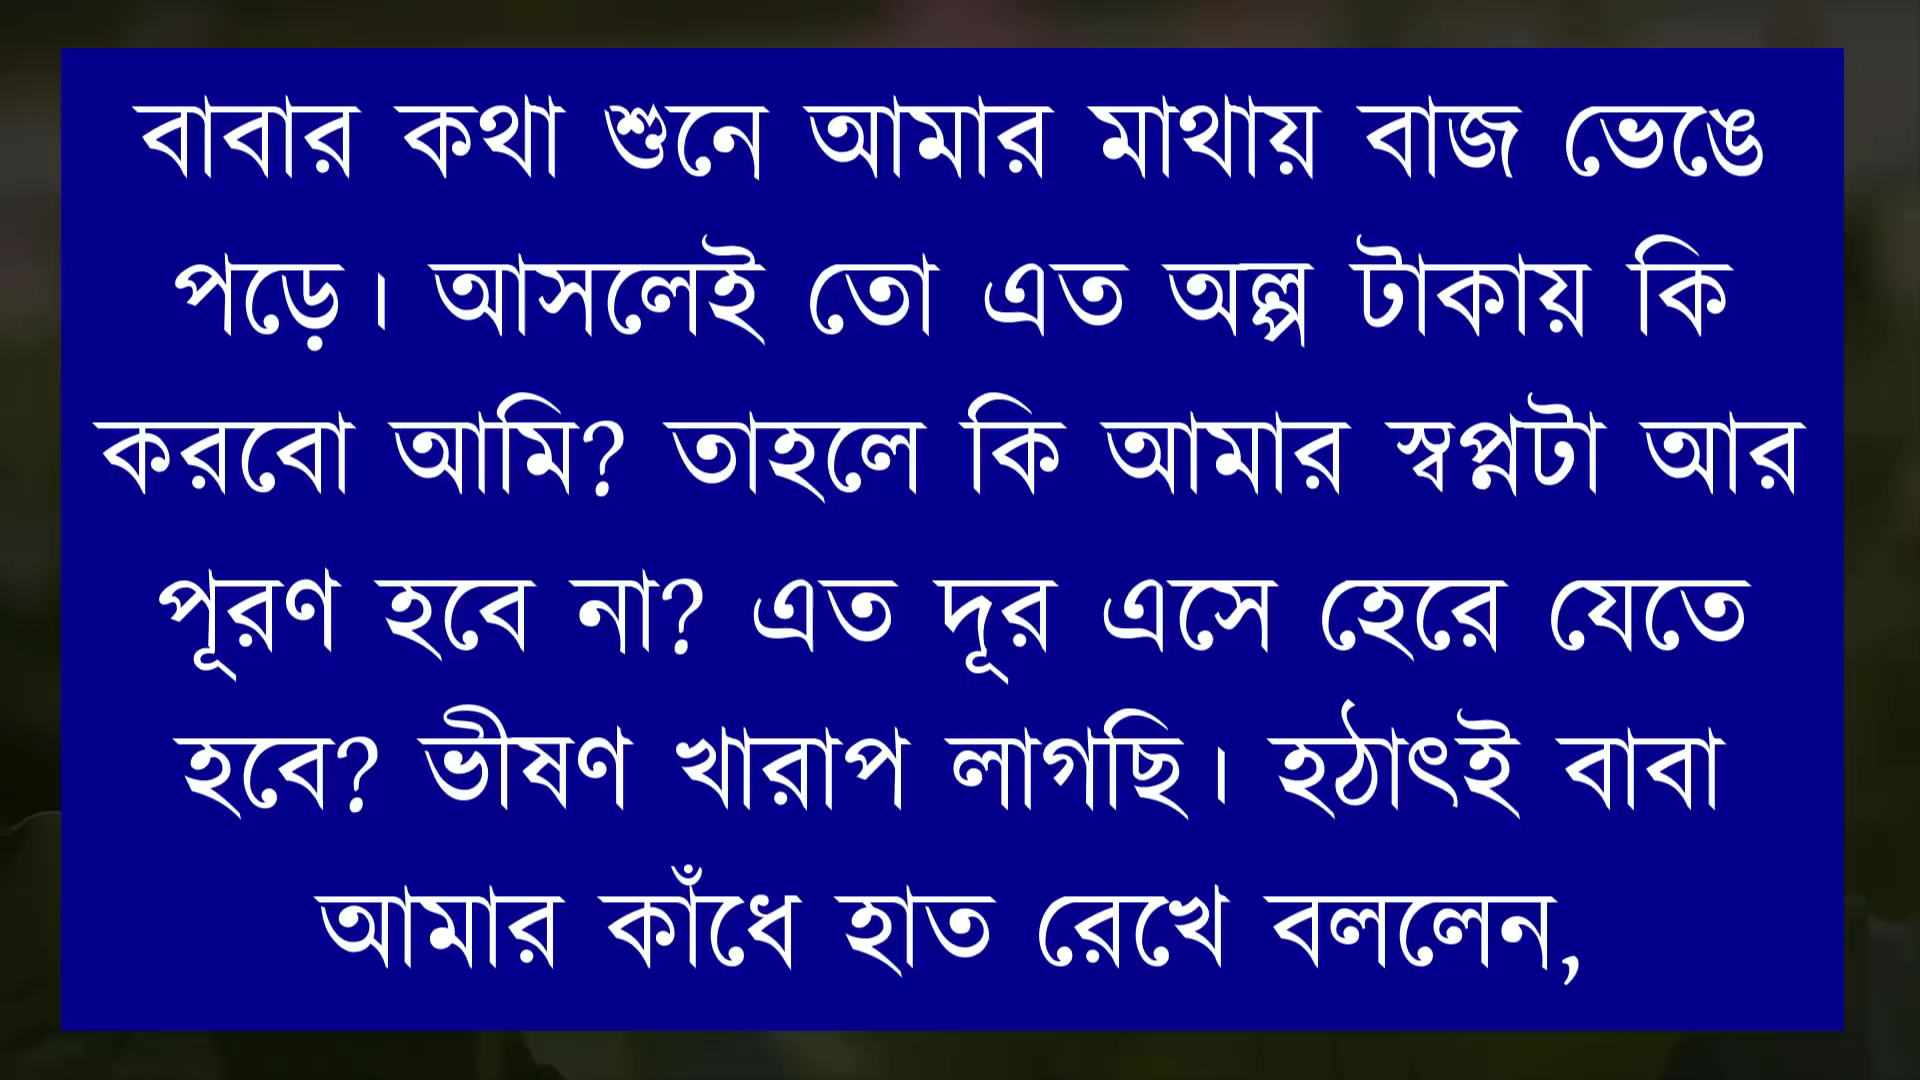 বাবার কথা শুনে আমার মাথায় বাজ ভেঙে
পড়ে। আসলেই তো এত অল্প টাকায় কি
করবো আমি? তাহলে কি আমার স্বপ্নটা আর
পূরণ হবে না? এত দূর এসে হেরে যেতে
হবে? ভীষণ খারাপ লাগছি। হঠাৎই বাবা
আমার কাঁধে হাত রেখে বললেন,